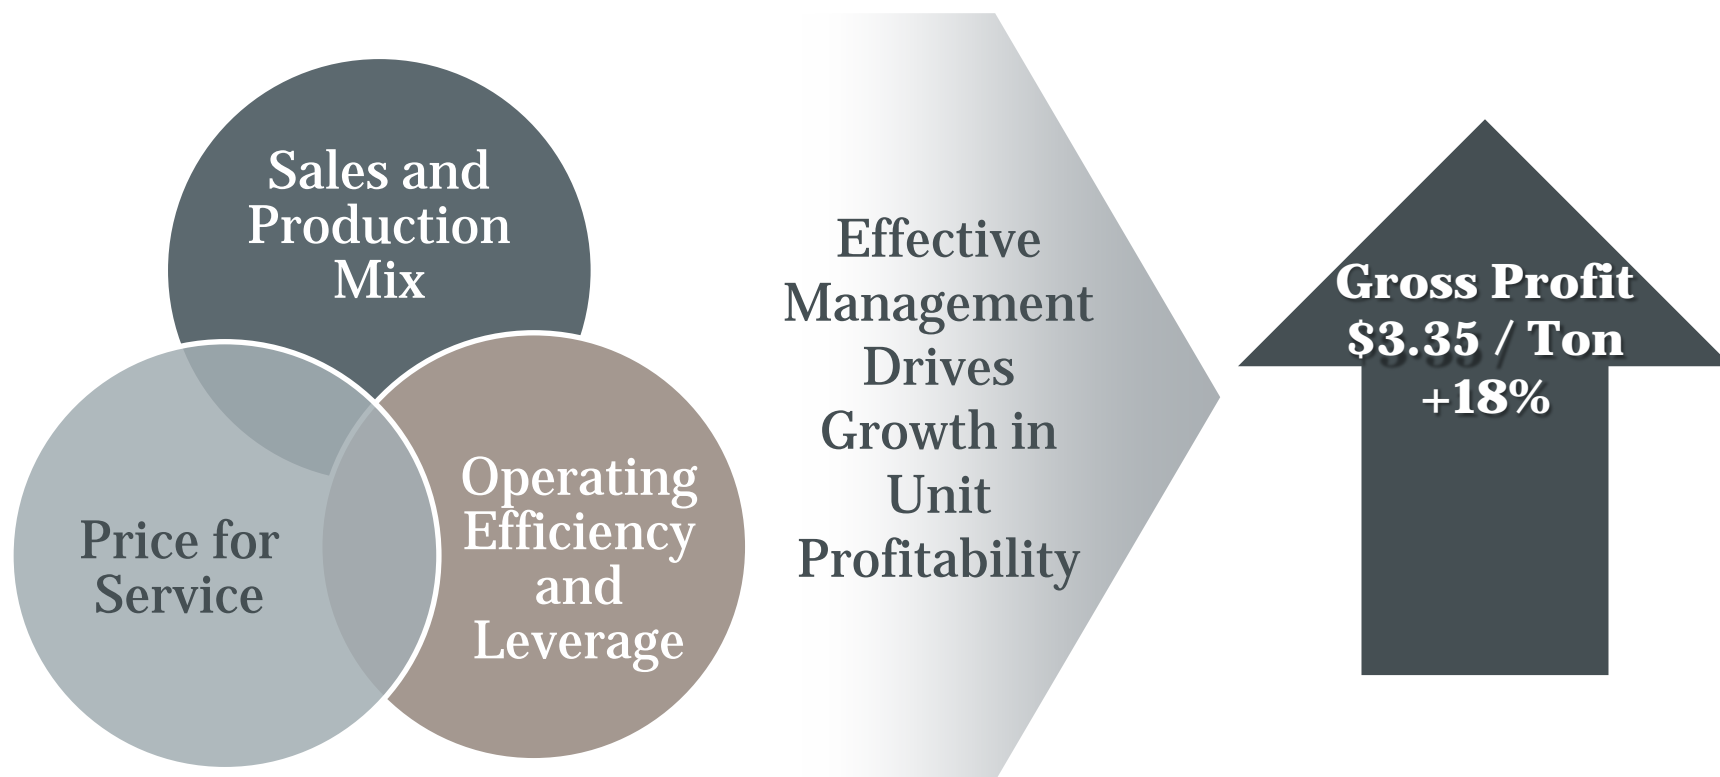 Sales and
Production
Mix
Price for
Service
Operating
Efficiency
and
Leverage
Effective
Management
Drives
Growth in
Unit
Profitability
Gross Profit
$3.35 / Ton
+18%